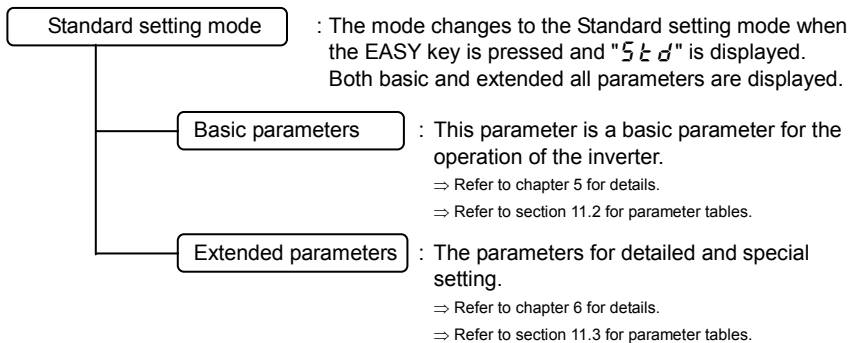 Standard setting mode : The mode changes to the Standard setting mode when
the EASY key is pressed and "Std" is displayed.
Both basic and extended all parameters are displayed.
Basic parameters : This parameter is a basic parameter for the
operation of the inverter.
⇒ Refer to chapter 5 for details.
⇒ Refer to section 11.2 for parameter tables.
Extended parameters : The parameters for detailed and special
setting.
⇒ Refer to chapter 6 for details.
⇒ Refer to section 11.3 for parameter tables.